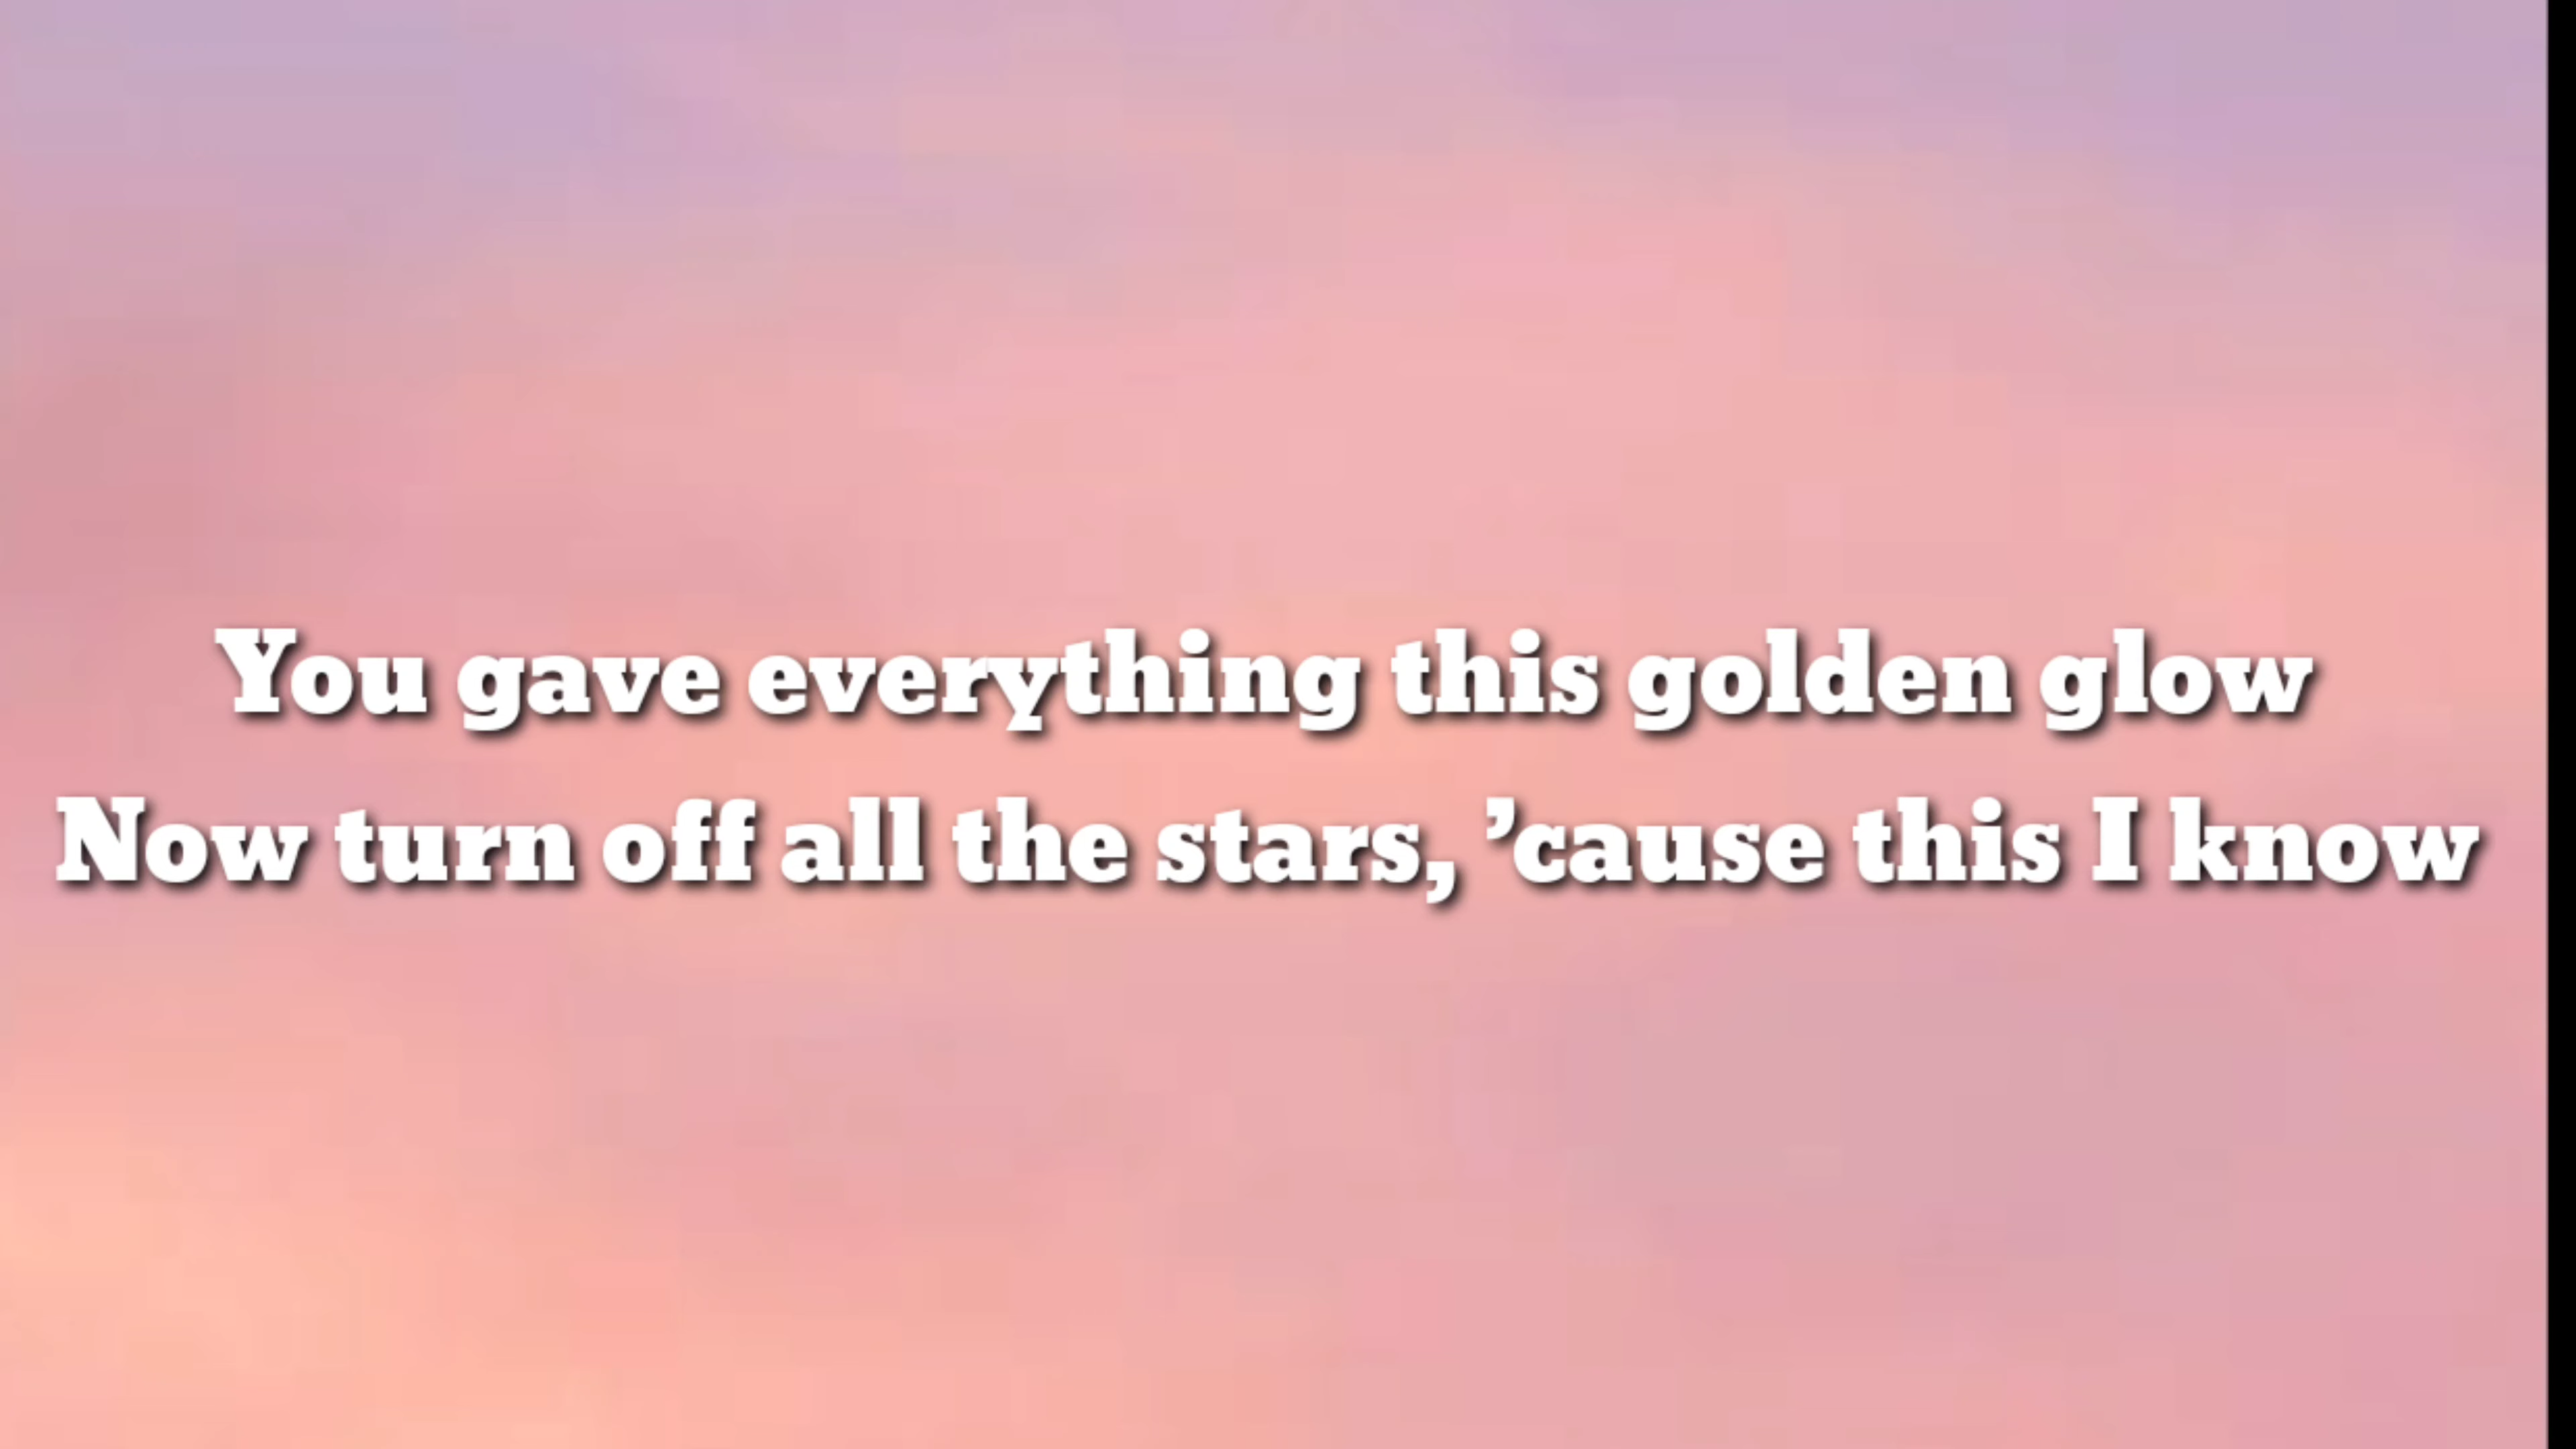 You gave everything this golden glow
Now turn off all the stars, ’cause this I know